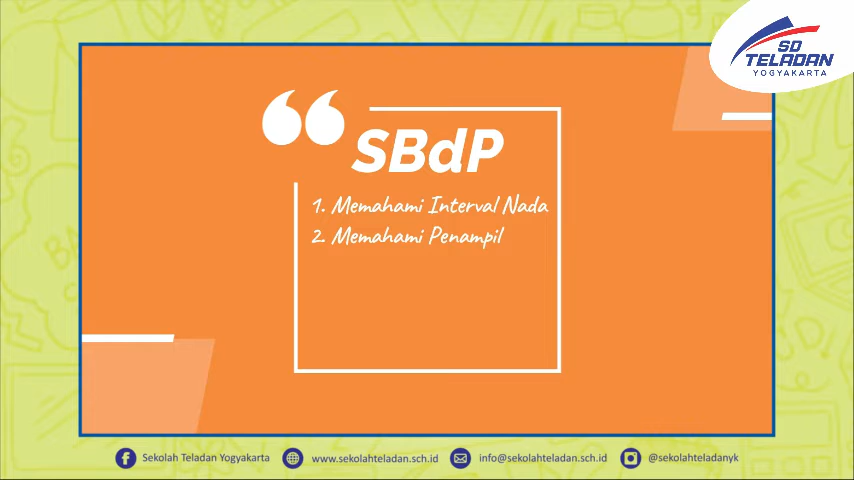 SD
TELADAN
YOGYAKARTA
SBdP
1. Memahami Interval Nada
2. Memahami Penampil
Sekolah Teladan Yogyakarta
www.sekolahteladan.sch.id
info@sekolahteladan.sch.id
@sekolahteladanyk